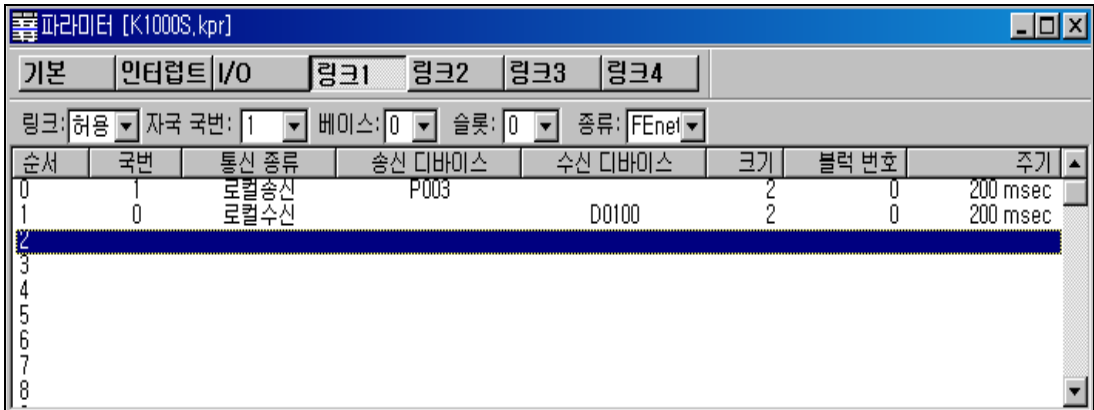 파라미터 [K1000S.kpr]
기본 인터럽트 I/O 링크1 링크2 링크3 링크4
링크: 허용 자국 국번: 1 베이스: 0 슬롯: 0 종류: FEnet
순서 국번 통신 종류 송신 디바이스 수신 디바이스 크기 블럭 번호 주기
0 1 로컬송신 P003 2 0 200 msec
1 0 로컬수신 D0100 2 0 200 msec
2
3
4
5
6
7
8